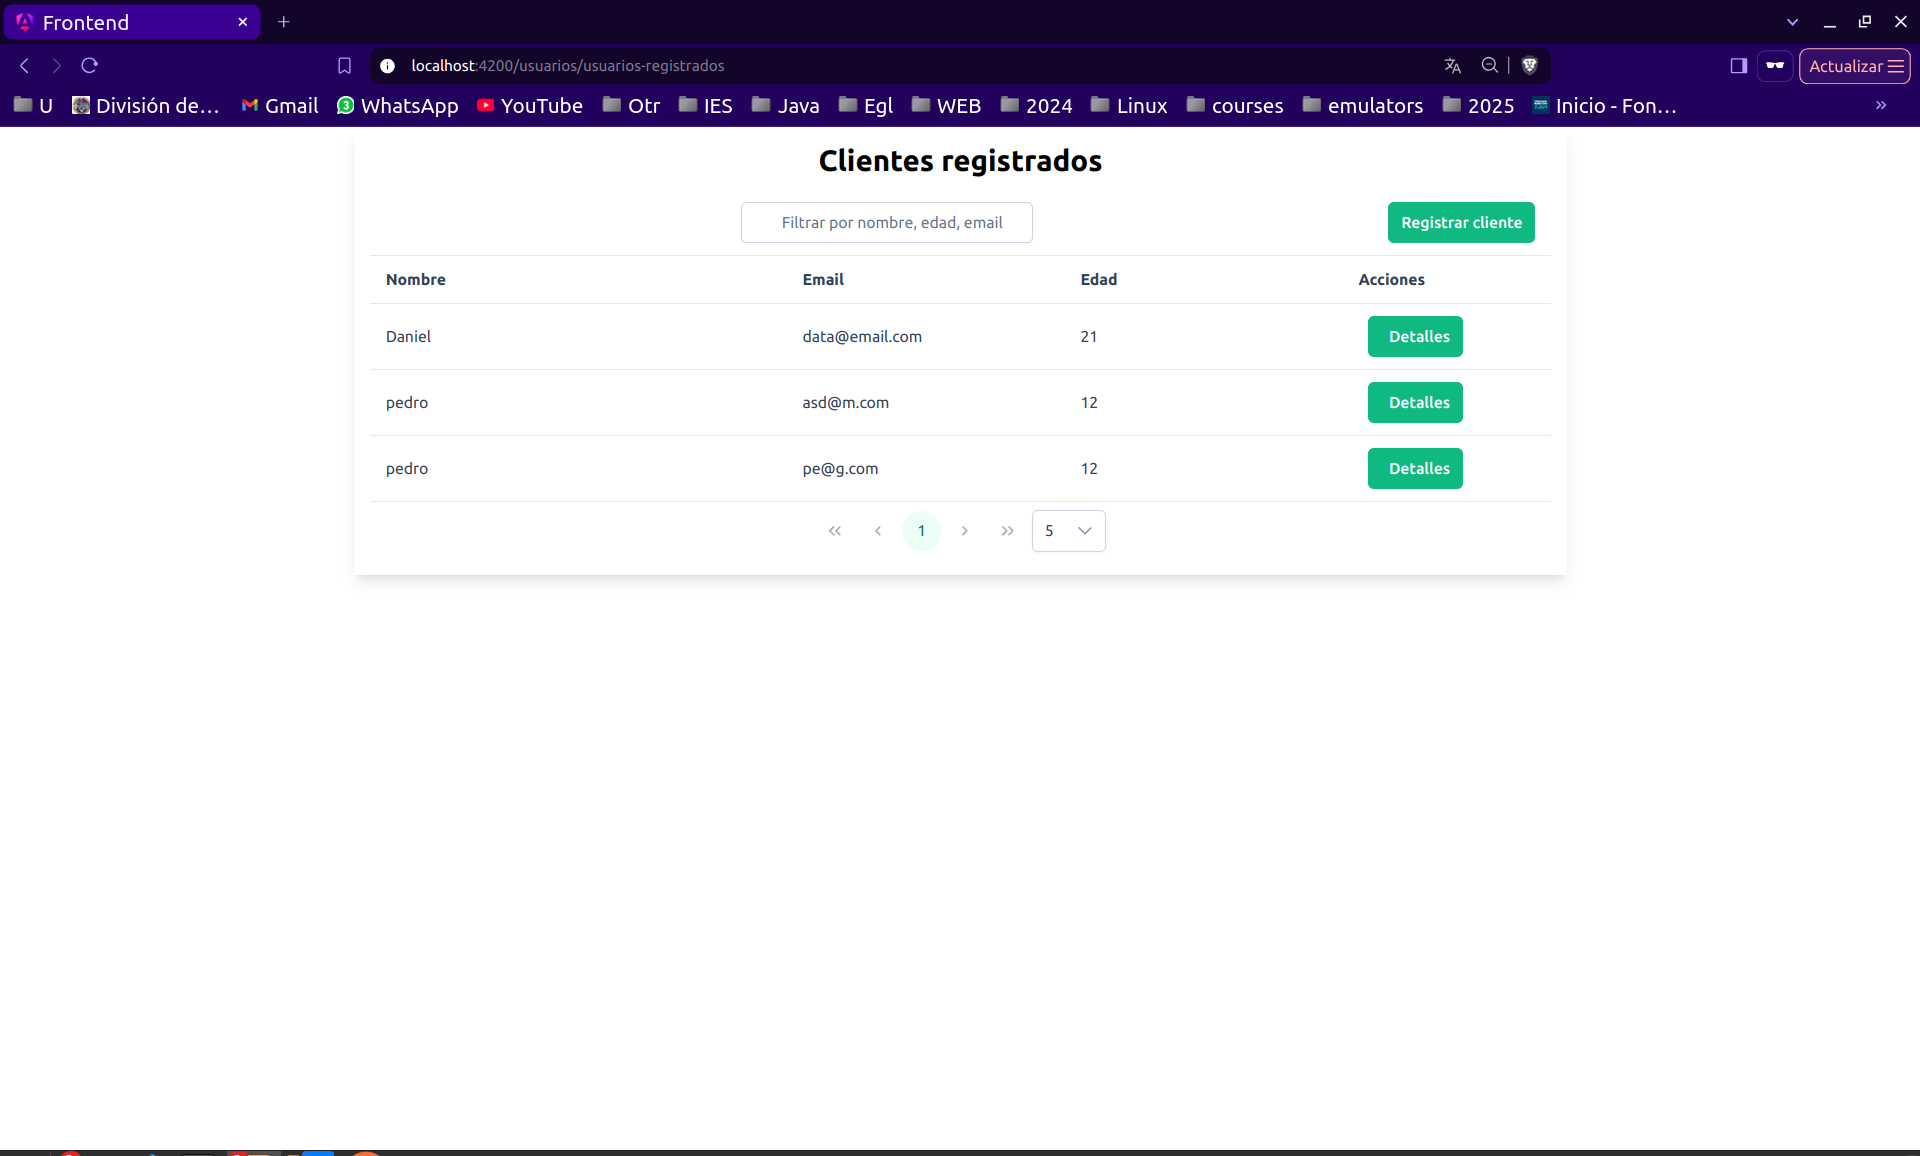 Frontend
localhost:4200/usuarios/usuarios-registrados
Actualizar
U División de... Gmail 3 WhatsApp YouTube Otr IES Java Egl WEB 2024 Linux courses emulators 2025 Inicio - Fon...
Clientes registrados
Filtrar por nombre, edad, email Registrar cliente
Nombre Email Edad Acciones
Daniel data@email.com 21 Detalles
pedro asd@m.com 12 Detalles
pedro pe@g.com 12 Detalles
1 5